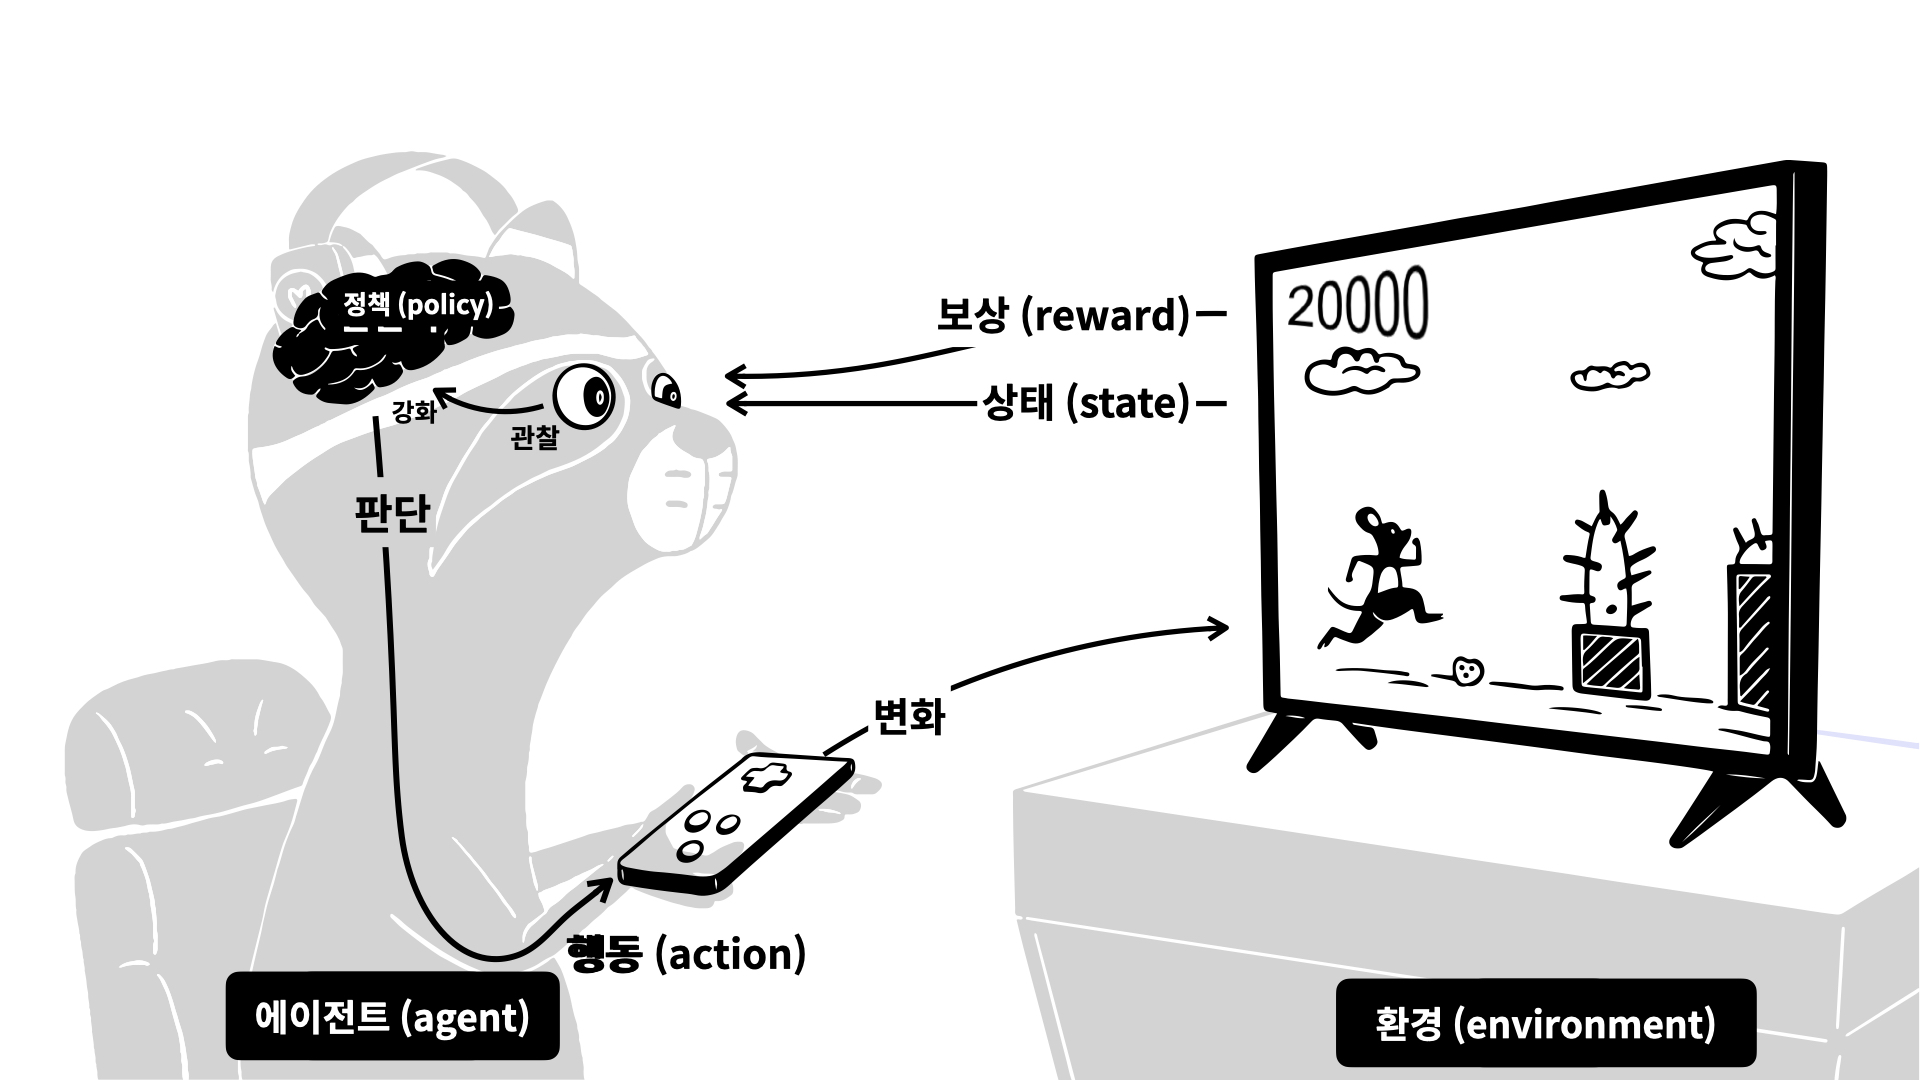 정책 (policy)
강화
관찰
판단
보상 (reward)
상태 (state)
20000
변화
행동 (action)
에이전트 (agent)
환경 (environment)